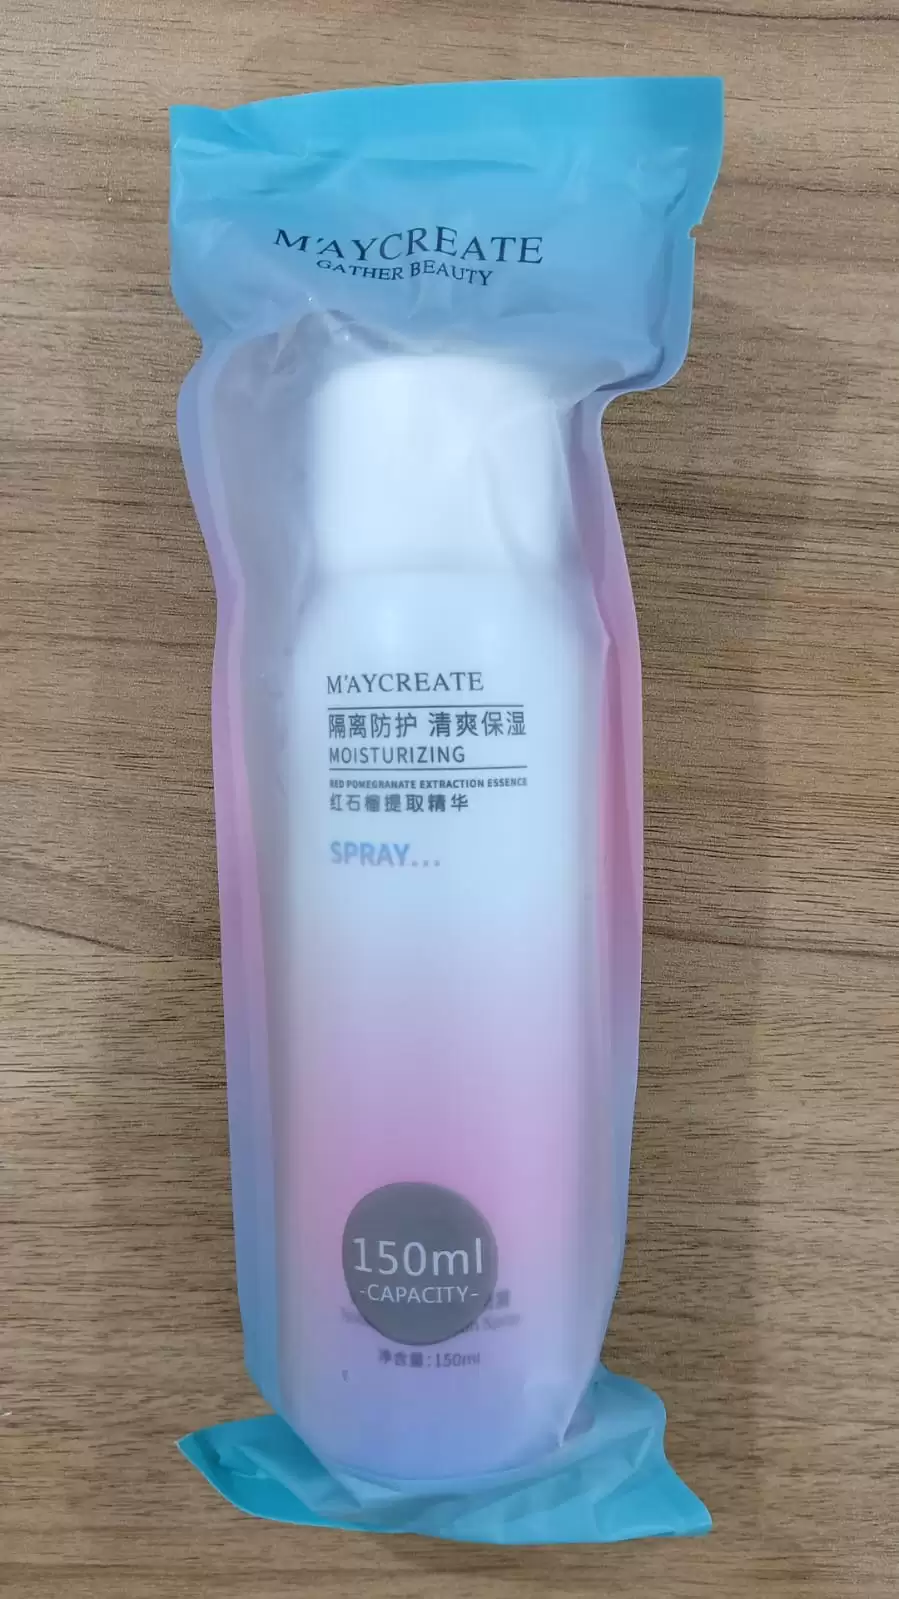 M'AYCREATE
GATHER BEAUTY
M'AYCREATE
隔离防护 清爽保湿
MOISTURIZING
RED POMEGRANATE EXTRACTION ESSENCE
红石榴提取精华
SPRAY...
150ml
-CAPACITY-
净含量:150ml